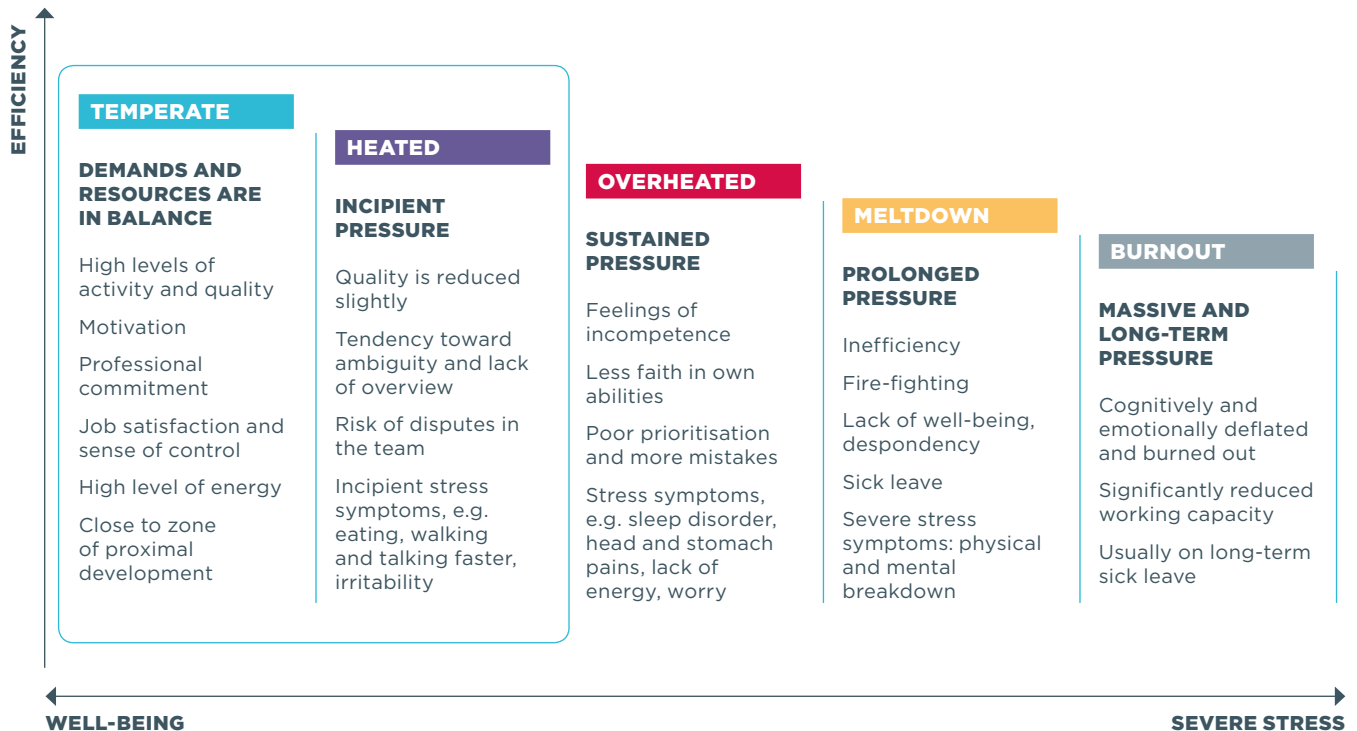 EFFICIENCY
TEMPERATE
DEMANDS AND
RESOURCES ARE
IN BALANCE
High levels of
activity and quality
Motivation
Professional
commitment
Job satisfaction and
sense of control
High level of energy
Close to zone
of proximal
development
HEATED
INCIPIENT
PRESSURE
Quality is reduced
slightly
Tendency toward
ambiguity and lack
of overview
Risk of disputes in
the team
Incipient stress
symptoms, e.g.
eating, walking
and talking faster,
irritability
OVERHEATED
SUSTAINED
PRESSURE
Feelings of
incompetence
Less faith in own
abilities
Poor prioritisation
and more mistakes
Stress symptoms,
e.g. sleep disorder,
head and stomach
pains, lack of
energy, worry
MELTDOWN
PROLONGED
PRESSURE
Inefficiency
Fire-fighting
Lack of well-being,
despondency
Sick leave
Severe stress
symptoms: physical
and mental
breakdown
BURNOUT
MASSIVE AND
LONG-TERM
PRESSURE
Cognitively and
emotionally deflated
and burned out
Significantly reduced
working capacity
Usually on long-term
sick leave
WELL-BEING
SEVERE STRESS